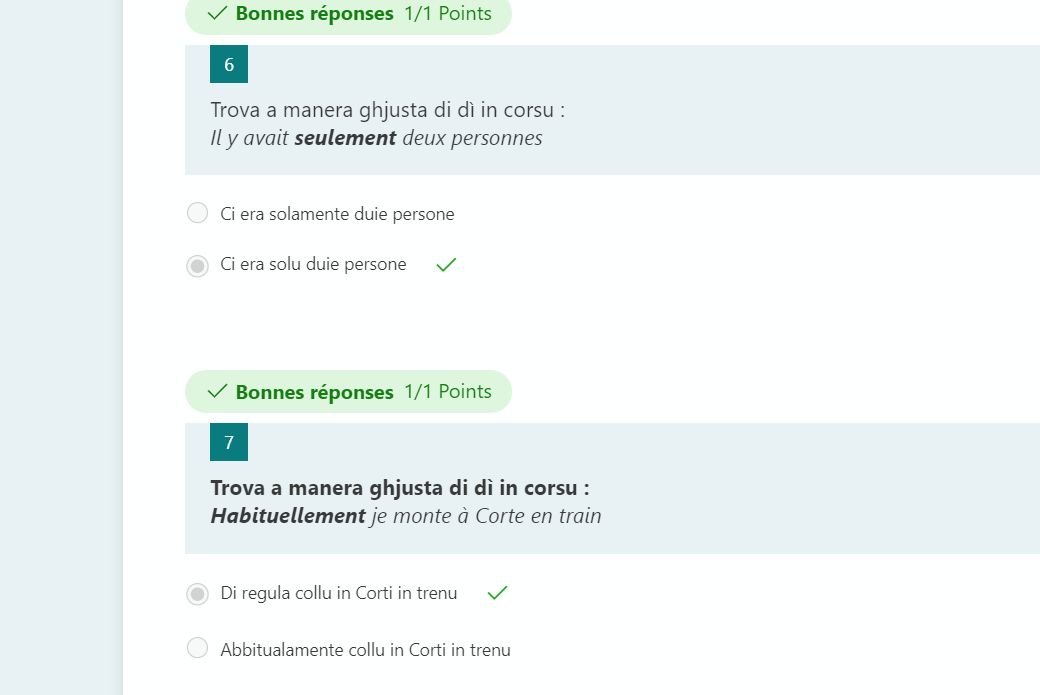 Bonnes réponses 1/1 Points
6
Trova a manera ghjusta di dì in corsu :
Il y avait seulement deux personnes
Ci era solamente duie persone
Ci era solu duie persone
Bonnes réponses 1/1 Points
7
Trova a manera ghjusta di dì in corsu :
Habituellement je monte à Corte en train
Di regula collu in Corti in trenu
Abbitualamente collu in Corti in trenu